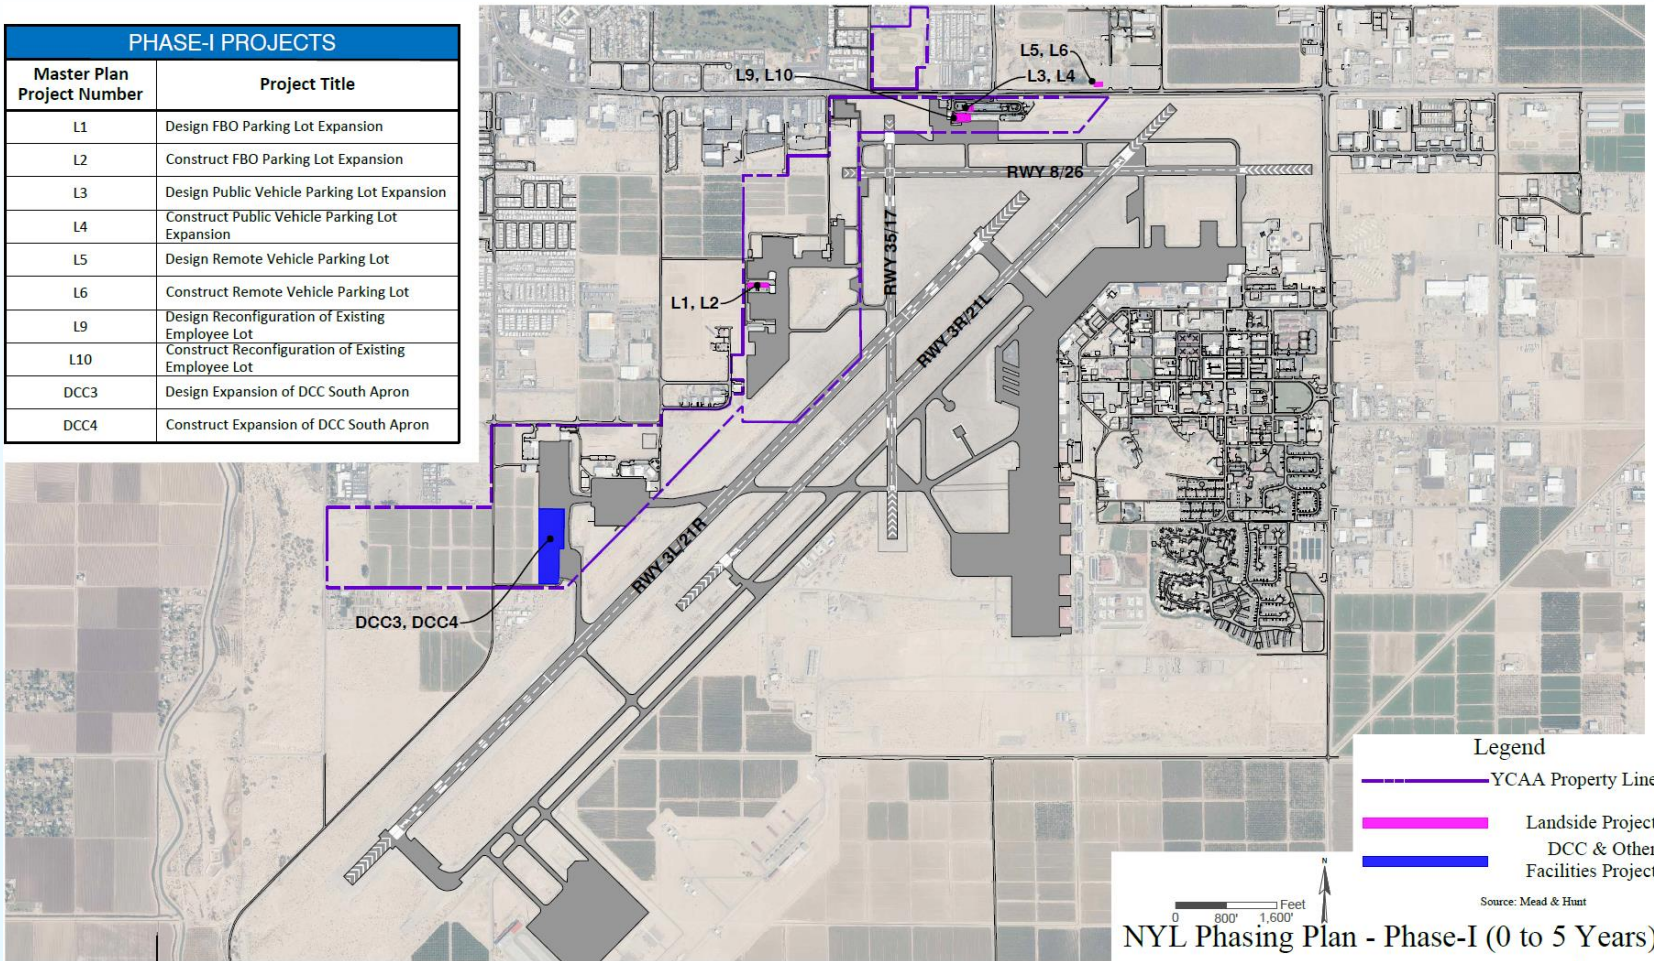 PHASE-I PROJECTS
Master Plan
Project Number
Project Title
L1
Design FBO Parking Lot Expansion
L2
Construct FBO Parking Lot Expansion
L3
Design Public Vehicle Parking Lot Expansion
L4
Construct Public Vehicle Parking Lot
Expansion
L5
Design Remote Vehicle Parking Lot
L6
Construct Remote Vehicle Parking Lot
L9
Design Reconfiguration of Existing
Employee Lot
L10
Construct Reconfiguration of Existing
Employee Lot
DCC3
Design Expansion of DCC South Apron
DCC4
Construct Expansion of DCC South Apron
L5, L6
L9, L10
L3, L4
RWY 8/26
RWY 35/17
L1, L2
RWY 3R/21L
RWY 3L/21R
DCC3, DCC4
Legend
YCAA Property Line
Landside Project
DCC & Other
Facilities Project
Source: Mead & Hunt
N
Feet
0 800' 1,600'
NYL Phasing Plan - Phase-I (0 to 5 Years)